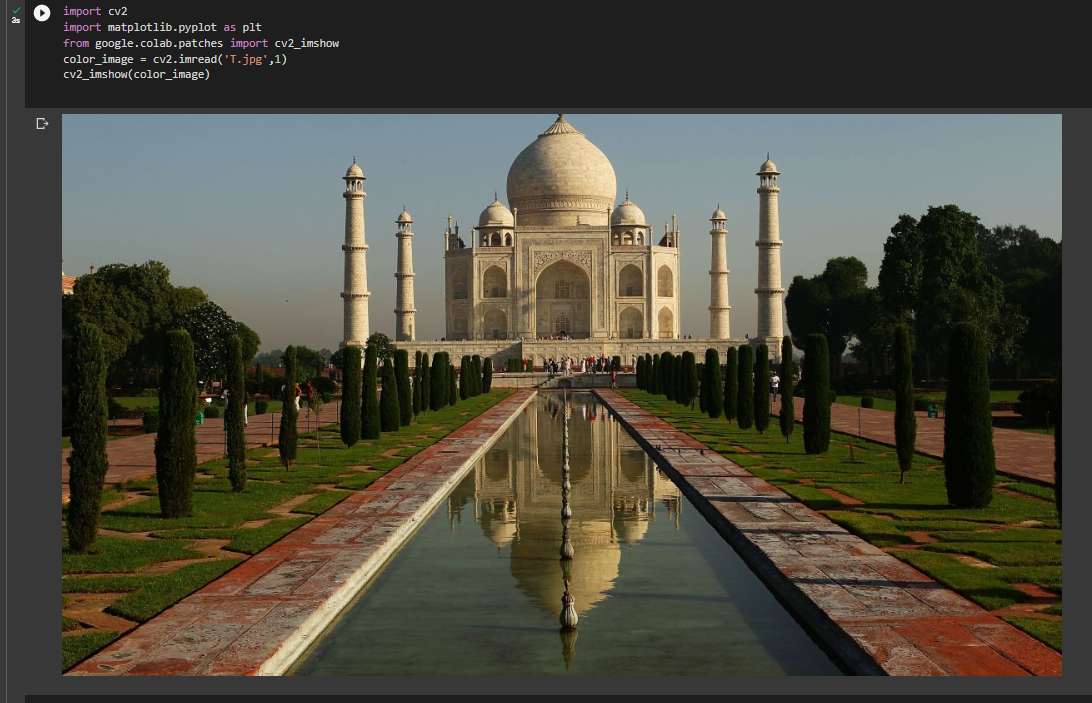 3s
import cv2
import matplotlib.pyplot as plt
from google.colab.patches import cv2_imshow
color_image = cv2.imread('T.jpg',1)
cv2_imshow(color_image)